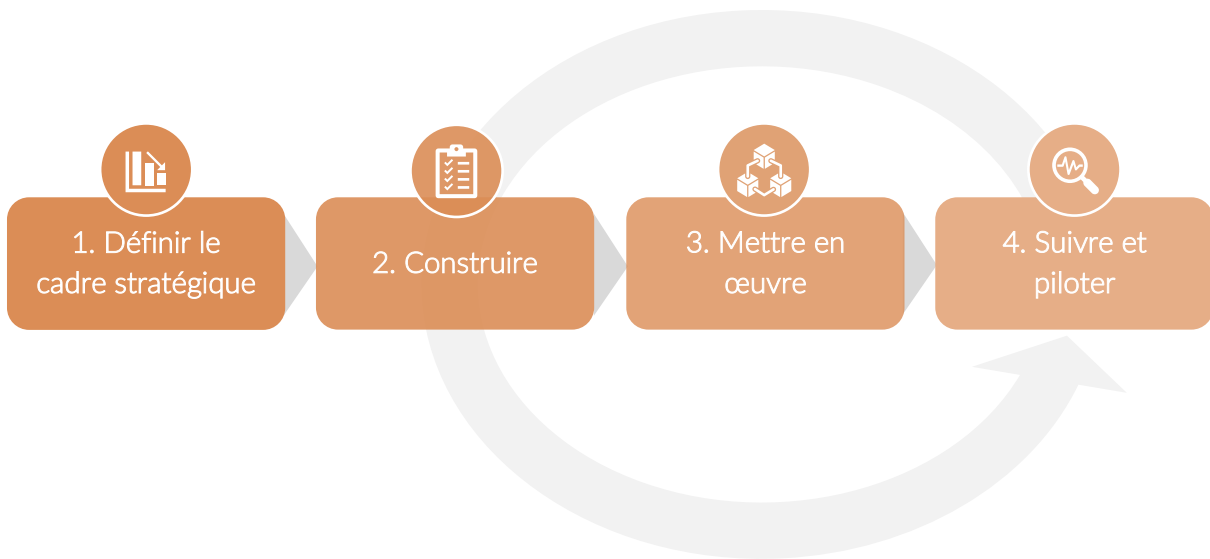 1. Définir le
cadre stratégique
2. Construire
3. Mettre en
œuvre
4. Suivre et
piloter